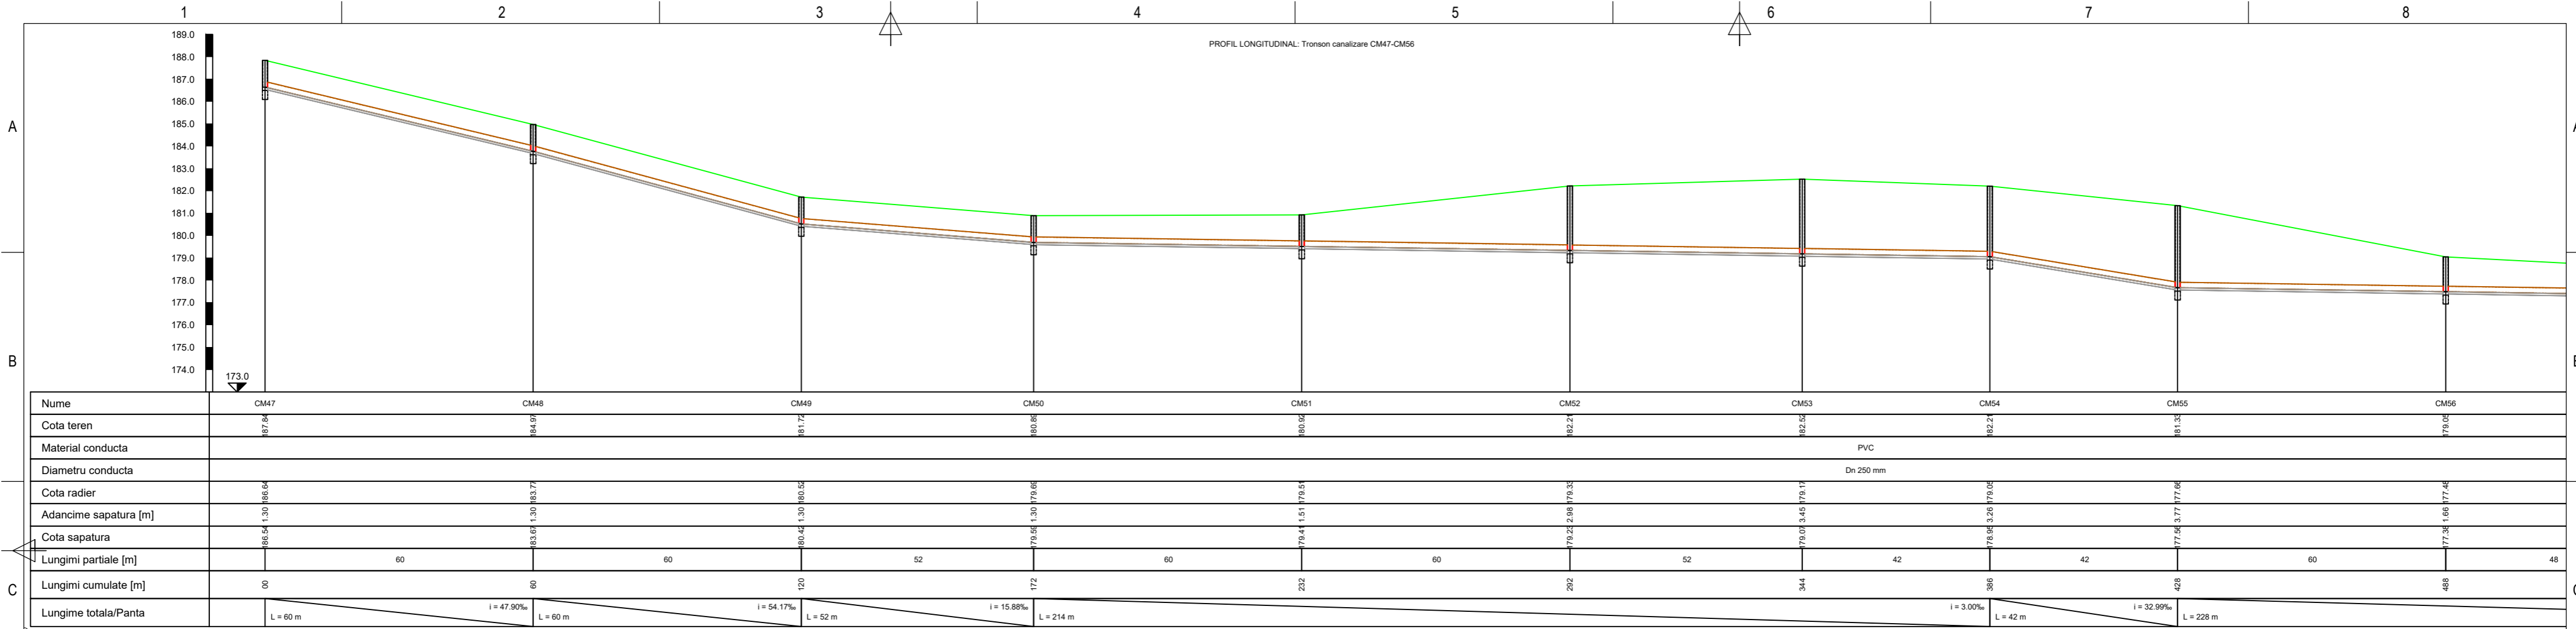 1 2 3 4 5 6 7 8
PROFIL LONGITUDINAL: Tronson canalizare CM47-CM56
189.0
188.0
187.0
186.0
185.0
184.0
183.0
182.0
181.0
180.0
179.0
178.0
177.0
176.0
175.0
174.0
173.0
A
B
C
Nume CM47 CM48 CM49 CM50 CM51 CM52 CM53 CM54 CM55 CM56
Cota teren 187.84 184.97 181.72 180.89 180.92 182.21 182.52 182.21 181.33 179.05
Material conducta PVC
Diametru conducta Dn 250 mm
Cota radier 186.64 183.77 180.52 179.69 179.51 179.33 179.17 179.05 177.66 177.48
Adancime sapatura [m] 1.30 1.30 1.30 1.30 1.51 2.98 3.45 3.26 3.77 1.66
Cota sapatura 186.54 183.67 180.42 179.59 179.41 179.23 179.07 178.95 177.56 177.38
Lungimi partiale [m] 60 60 52 60 60 52 42 42 60 48
Lungimi cumulate [m] 00 60 120 172 232 292 344 386 428 488
Lungime totala/Panta L = 60 m i = 47.90‰ L = 60 m i = 54.17‰ L = 52 m i = 15.88‰ L = 214 m i = 3.00‰ L = 42 m i = 32.99‰ L = 228 m